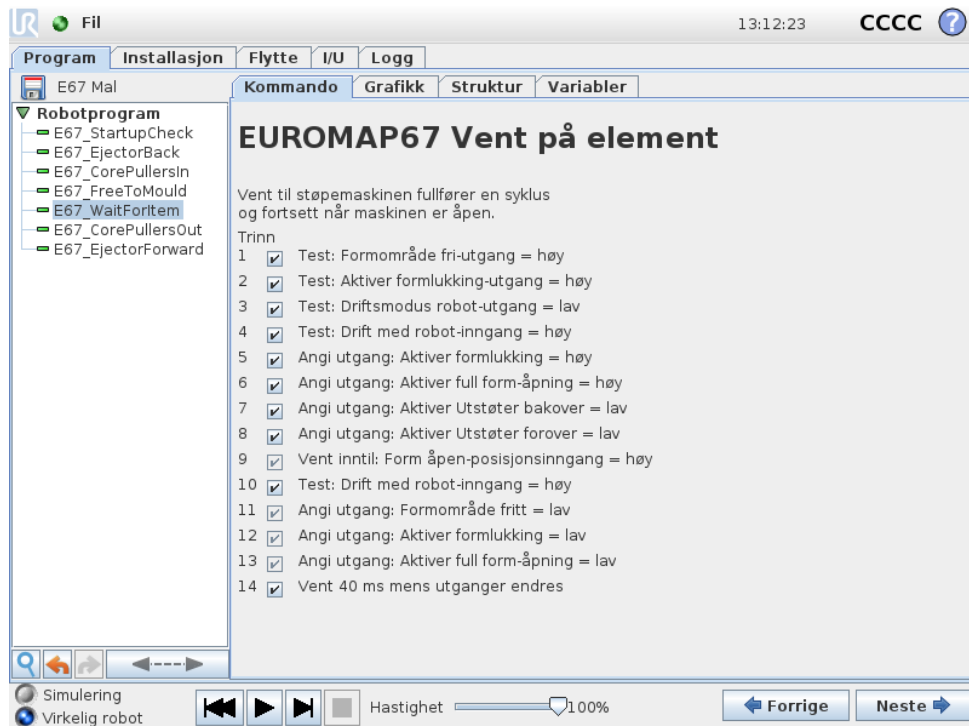 Fil 13:12:23 CCCC ?
Program Installasjon Flytte I/U Logg
E67 Mal
Kommando Grafikk Struktur Variabler
Robotprogram
E67_StartupCheck
E67_EjectorBack
E67_CorePullersIn
E67_FreeToMould
E67_WaitForItem
E67_CorePullersOut
E67_EjectorForward
EUROMAP67 Vent på element
Vent til støpemaskinen fullfører en syklus
og fortsett når maskinen er åpen.
Trinn
1 Test: Formområde fri-utgang = høy
2 Test: Aktiver formlukking-utgang = høy
3 Test: Driftsmodus robot-utgang = lav
4 Test: Drift med robot-inngang = høy
5 Angi utgang: Aktiver formlukking = høy
6 Angi utgang: Aktiver full form-åpning = høy
7 Angi utgang: Aktiver Utstøter bakover = lav
8 Angi utgang: Aktiver Utstøter forover = lav
9 Vent inntil: Form åpen-posisjonsinngang = høy
10 Test: Drift med robot-inngang = høy
11 Angi utgang: Formområde fritt = lav
12 Angi utgang: Aktiver formlukking = lav
13 Angi utgang: Aktiver full form-åpning = lav
14 Vent 40 ms mens utganger endres
Simulering
Virkelig robot
Hastighet 100%
Forrige Neste